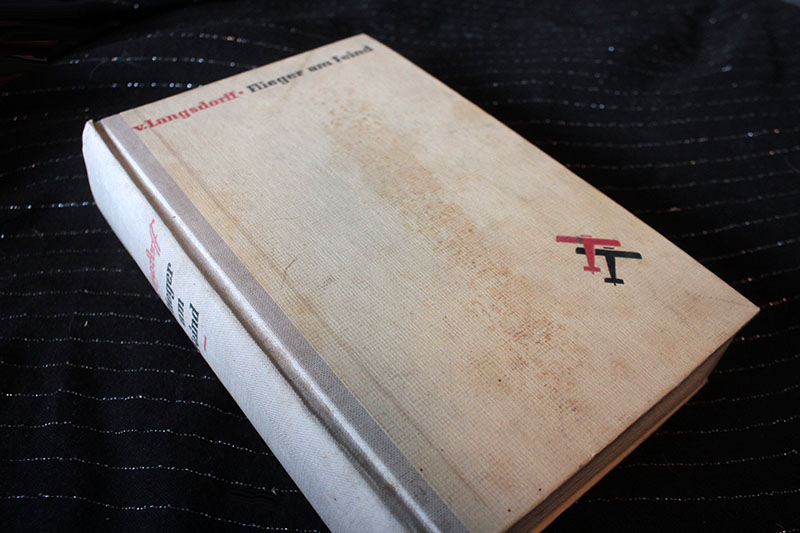 v. Langsdorff · Flieger am Feind
Flieger
am
Feind